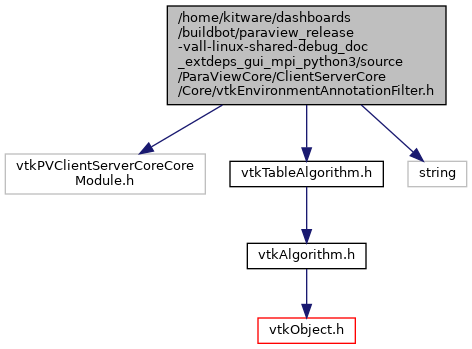 /home/kitware/dashboards
/buildbot/paraview_release
-vall-linux-shared-debug_doc
_extdeps_gui_mpi_python3/source
/ParaViewCore/ClientServerCore
/Core/vtkEnvironmentAnnotationFilter.h
vtkPVClientServerCoreCore
Module.h
vtkTableAlgorithm.h
string
vtkAlgorithm.h
vtkObject.h